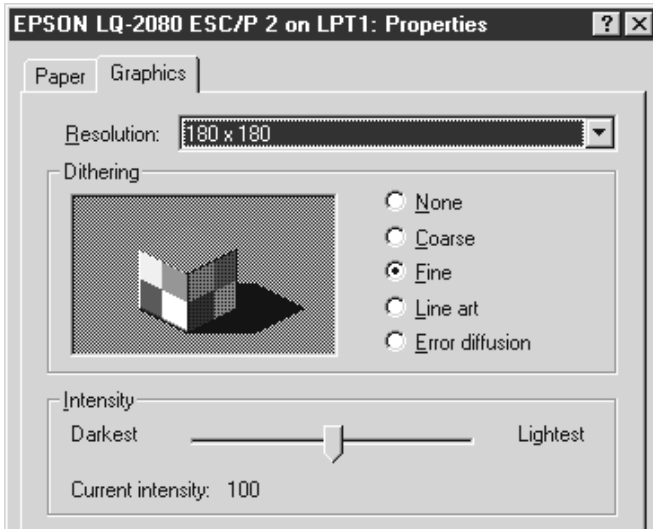 EPSON LQ-2080 ESC/P 2 on LPT1: Properties
Paper Graphics
Resolution: 180 x 180
Dithering
None
Coarse
Fine
Line art
Error diffusion
Intensity
Darkest Lightest
Current intensity: 100